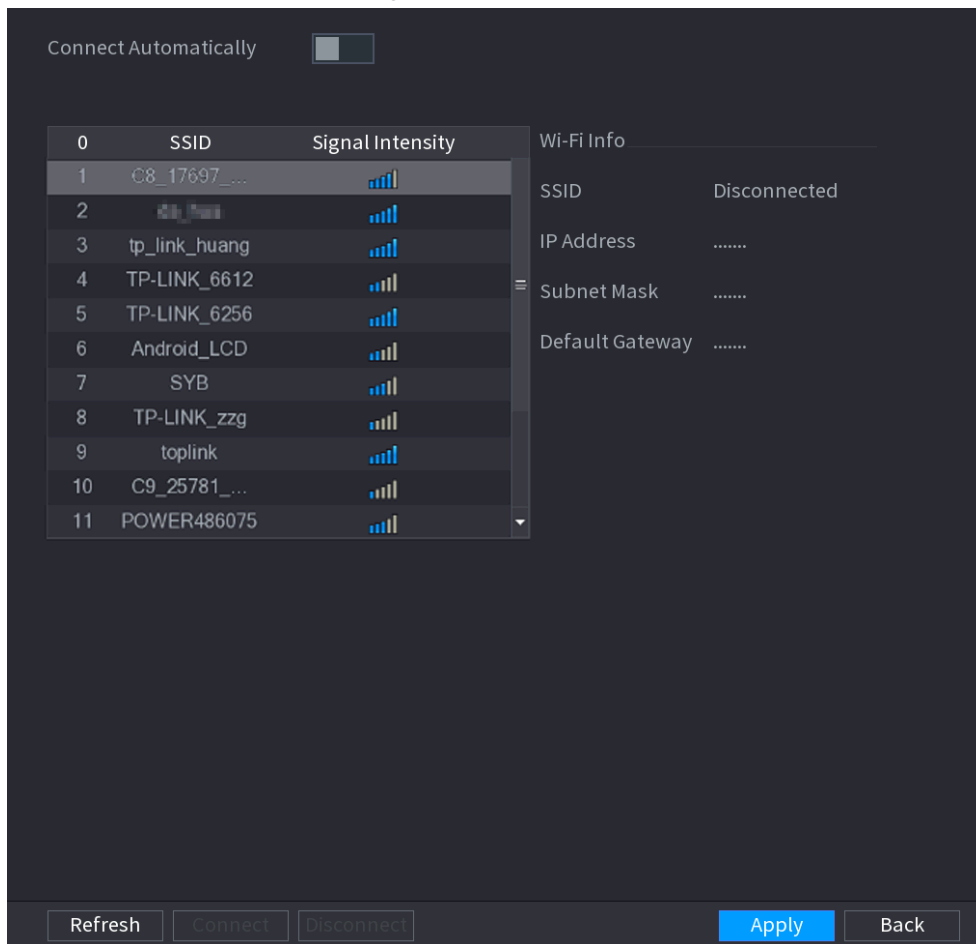 Connect Automatically
0 SSID Signal Intensity
1 C8_17697_...
2
3 tp_link_huang
4 TP-LINK_6612
5 TP-LINK_6256
6 Android_LCD
7 SYB
8 TP-LINK_zzg
9 toplink
10 C9_25781_...
11 POWER486075
Wi-Fi Info
SSID Disconnected
IP Address .......
Subnet Mask .......
Default Gateway .......
Refresh Connect Disconnect Apply Back